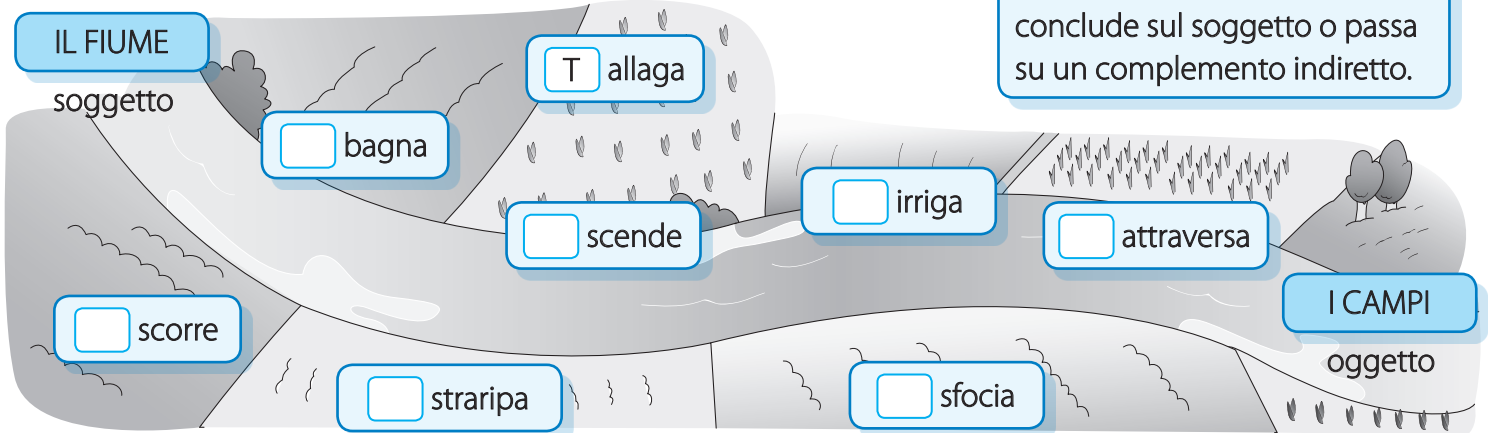 IL FIUME
soggetto
conclude sul soggetto o passa
su un complemento indiretto.
T allaga
bagna
irriga
scende
attraversa
I CAMPI
oggetto
scorre
straripa
sfocia